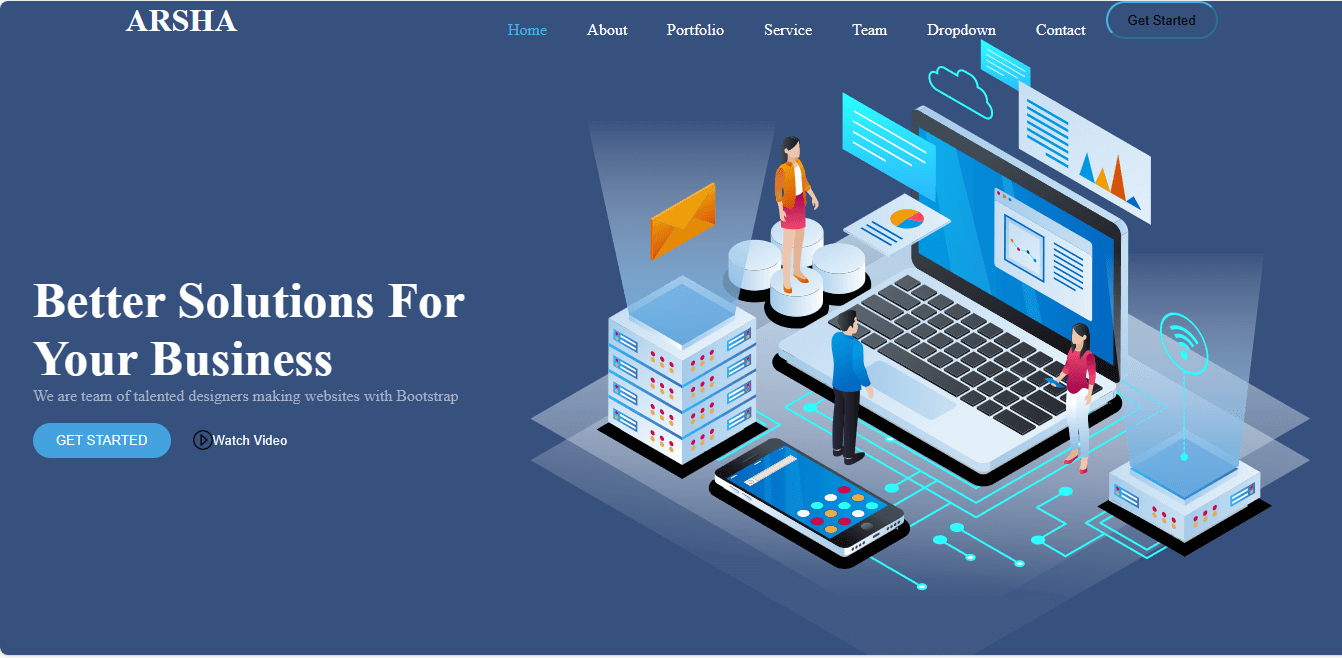 ARSHA
Home About Portfolio Service Team Dropdown Contact Get Started
Better Solutions For
Your Business
We are team of talented designers making websites with Bootstrap
GET STARTED Watch Video